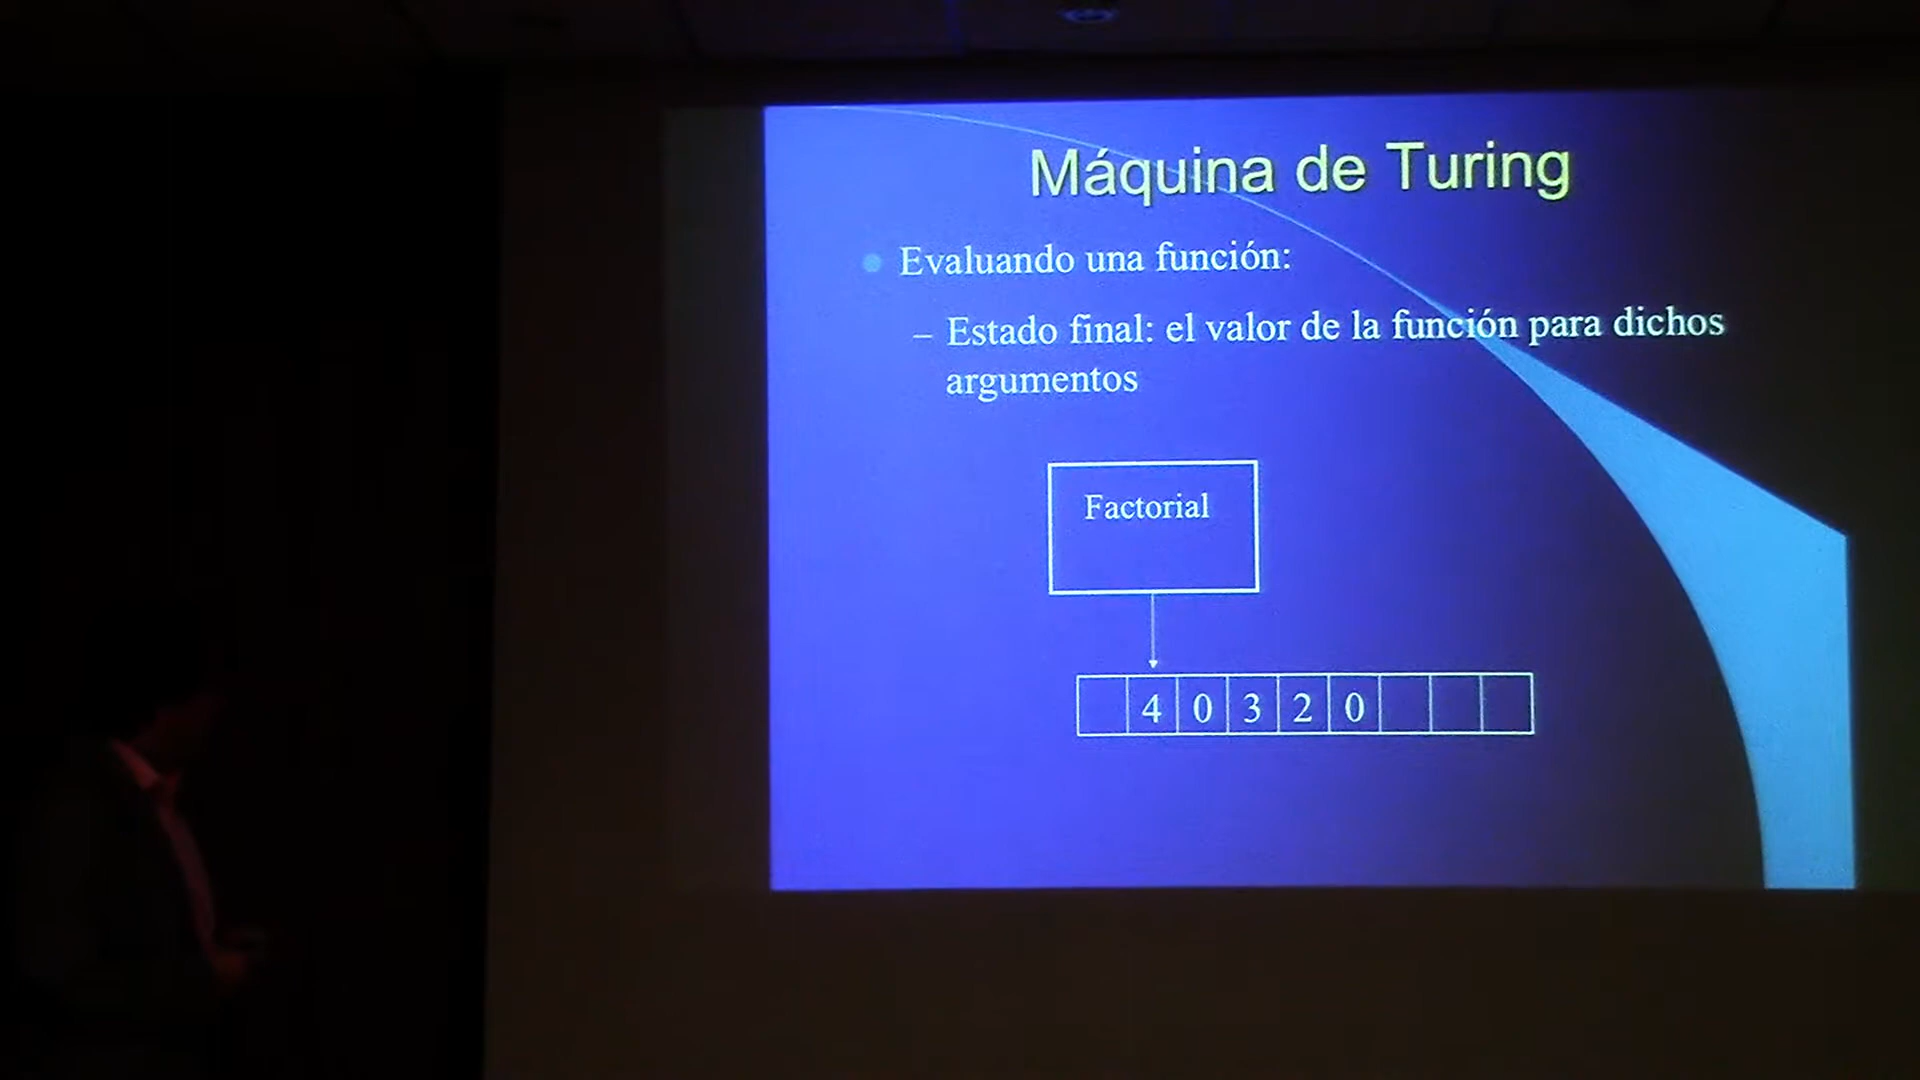 Máquina de Turing
Evaluando una función:
– Estado final: el valor de la función para dichos
argumentos
Factorial
4 0 3 2 0